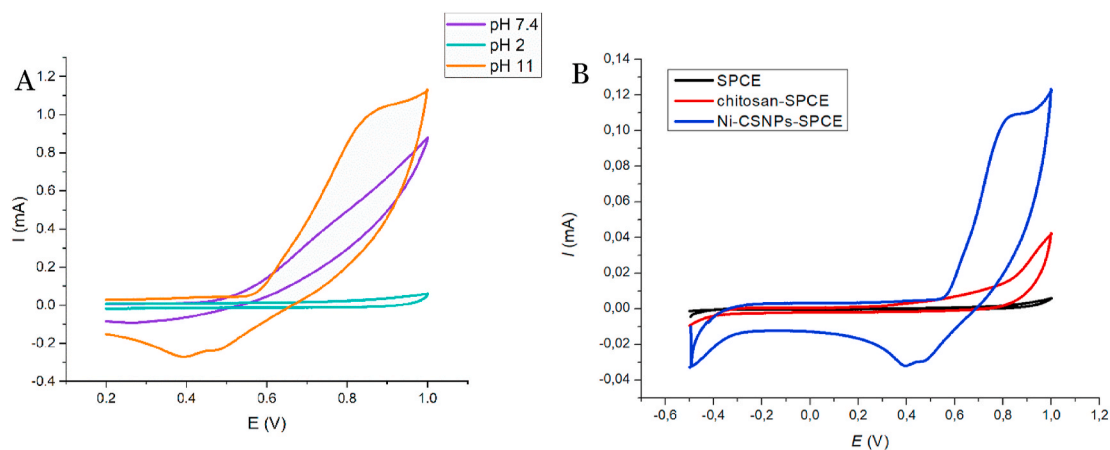 A
pH 7.4
pH 2
pH 11
1.2
1.0
0.8
0.6
0.4
0.2
0.0
-0.2
-0.4
I (mA)
0.2 0.4 0.6 0.8 1.0
E (V)
B
SPCE
chitosan-SPCE
Ni-CSNPs-SPCE
0,14
0,12
0,10
0,08
0,06
0,04
0,02
0,00
-0,02
-0,04
I (mA)
-0,6 -0,4 -0,2 0,0 0,2 0,4 0,6 0,8 1,0 1,2
E (V)